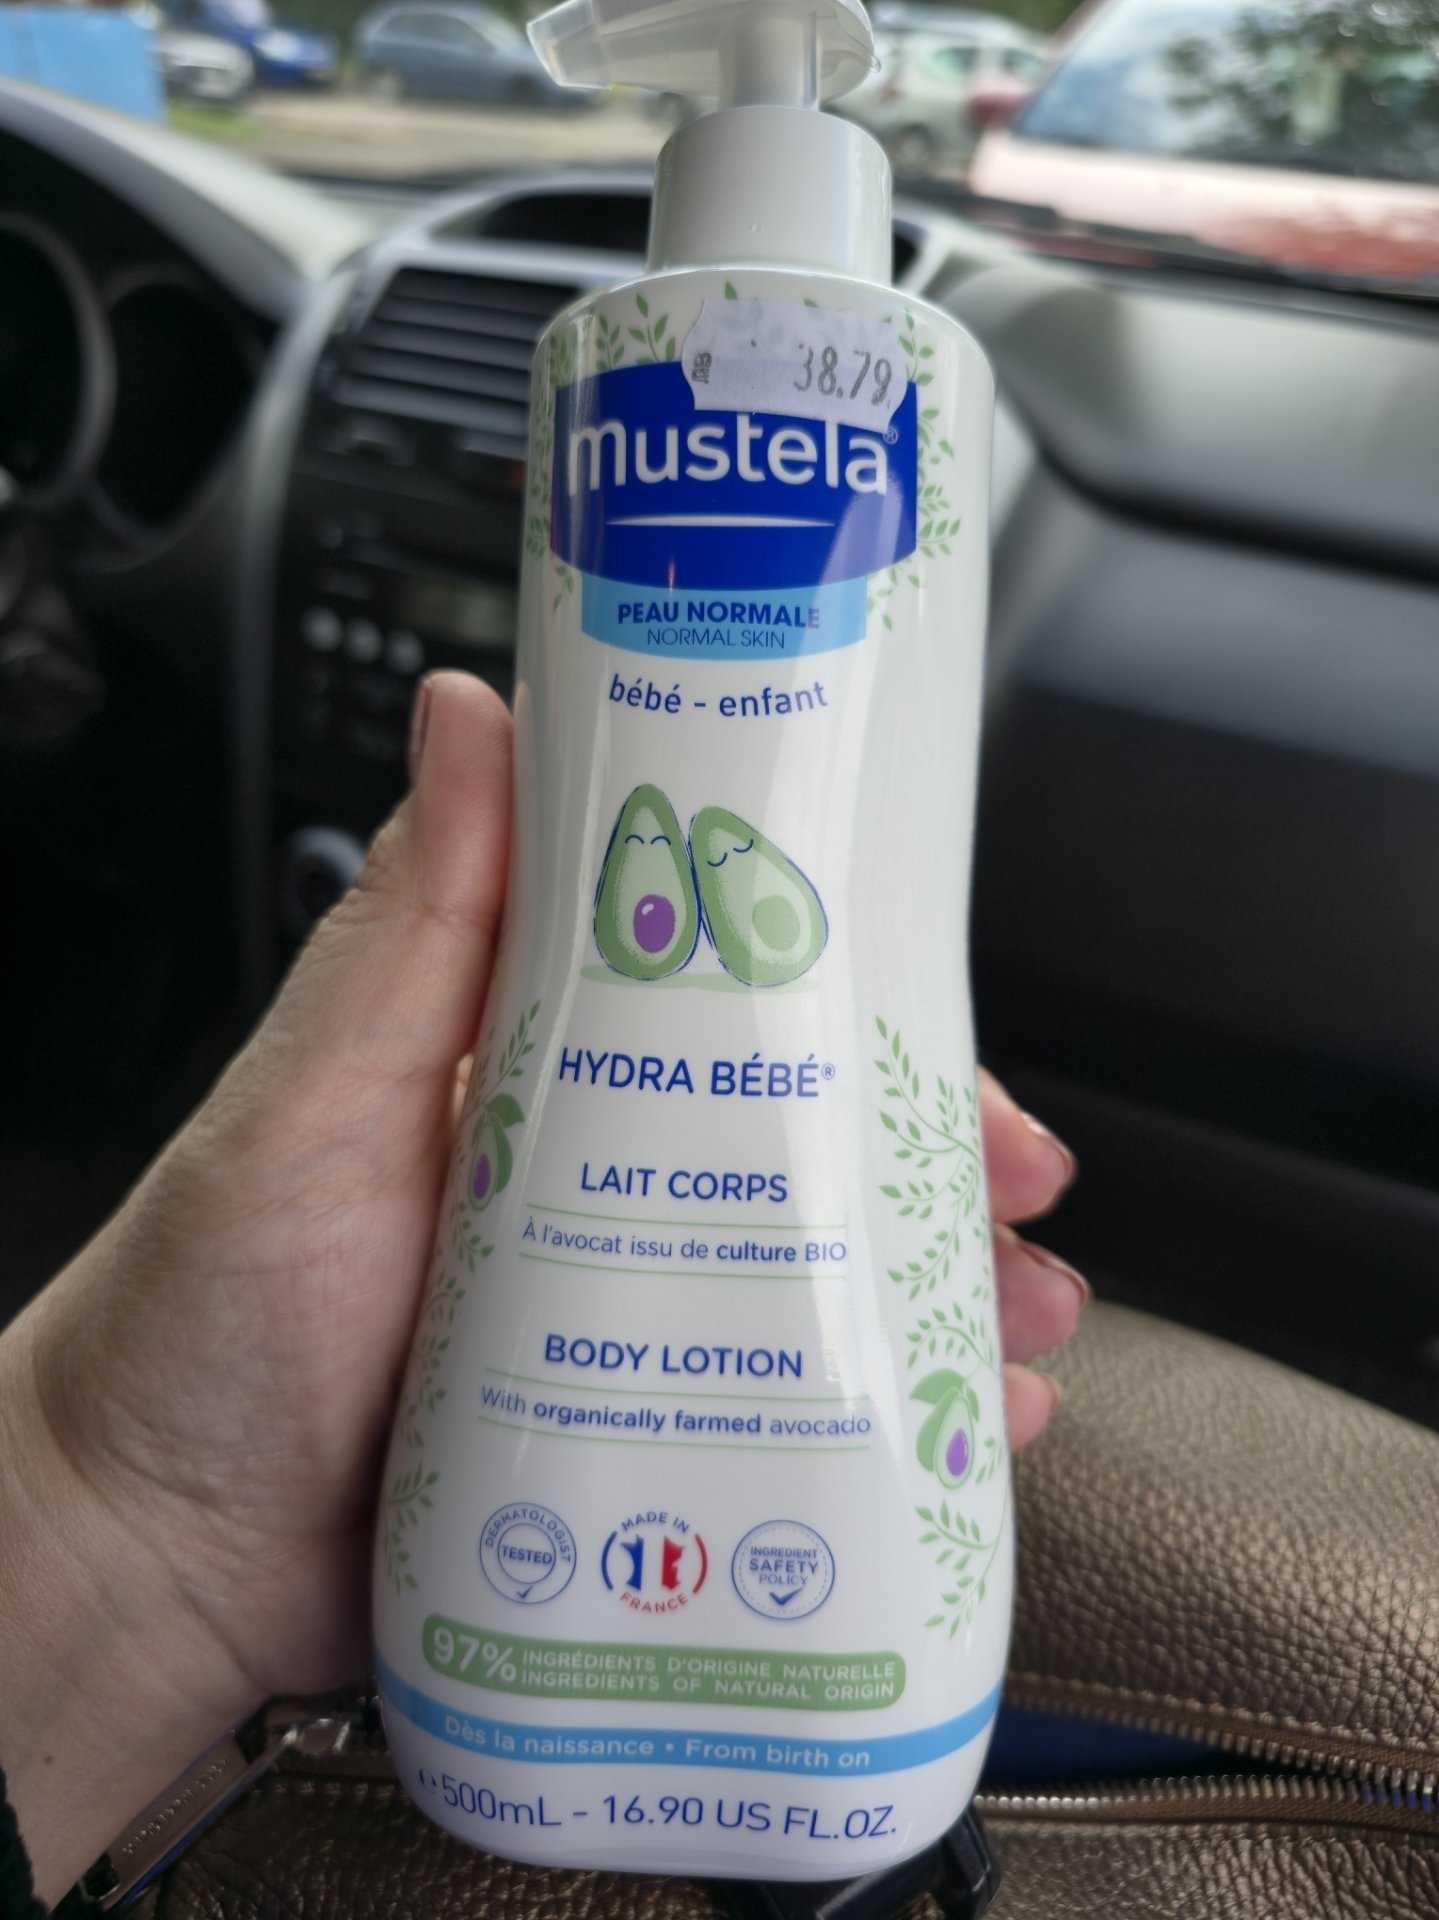 ЛВ 38.79
mustela®
PEAU NORMALE
NORMAL SKIN
bébé - enfant
HYDRA BÉBÉ®
LAIT CORPS
À l'avocat issu de culture BIO
BODY LOTION
With organically farmed avocado
DERMATOLOGIST
TESTED
MADE IN
FRANCE
INGREDIENT
SAFETY
POLICY
97% INGRÉDIENTS D'ORIGINE NATURELLE
INGREDIENTS OF NATURAL ORIGIN
Dès la naissance • From birth on
℮500mL - 16.90 US FL.OZ.